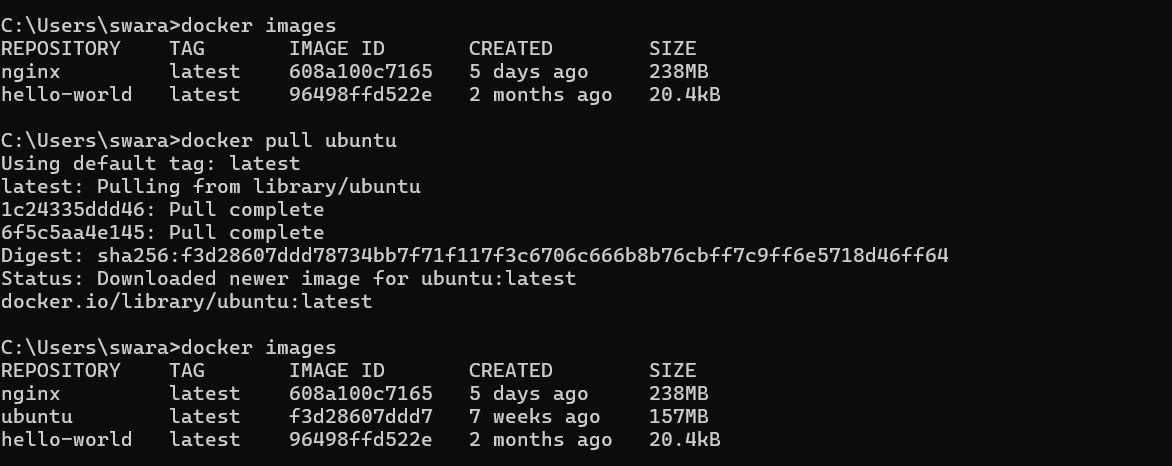 C:\Users\swara>docker images
REPOSITORY    TAG       IMAGE ID       CREATED        SIZE
nginx         latest    608a100c7165   5 days ago     238MB
hello-world   latest    96498ffd522e   2 months ago   20.4kB
C:\Users\swara>docker pull ubuntu
Using default tag: latest
latest: Pulling from library/ubuntu
1c24335ddd46: Pull complete
6f5c5aa4e145: Pull complete
Digest: sha256:f3d28607ddd78734bb7f71f117f3c6706c666b8b76cbff7c9ff6e5718d46ff64
Status: Downloaded newer image for ubuntu:latest
docker.io/library/ubuntu:latest
C:\Users\swara>docker images
REPOSITORY    TAG       IMAGE ID       CREATED        SIZE
nginx         latest    608a100c7165   5 days ago     238MB
ubuntu        latest    f3d28607ddd7   7 weeks ago    157MB
hello-world   latest    96498ffd522e   2 months ago   20.4kB